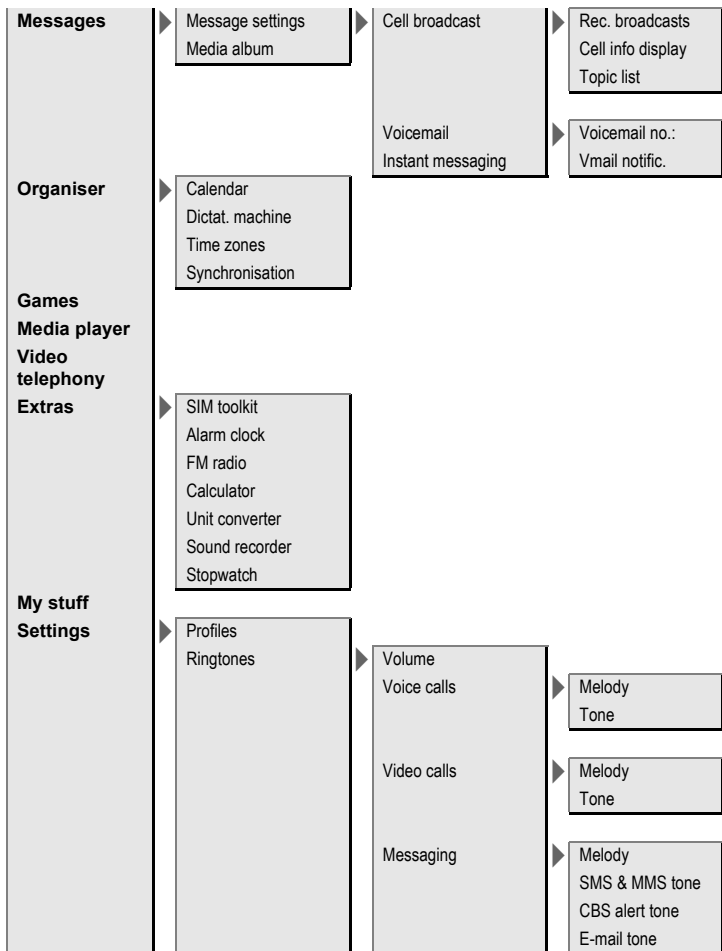 Messages
Message settings
Cell broadcast
Rec. broadcasts
Media album
Cell info display
Topic list
Voicemail
Voicemail no.:
Instant messaging
Vmail notific.
Organiser
Calendar
Dictat. machine
Time zones
Synchronisation
Games
Media player
Video
telephony
Extras
SIM toolkit
Alarm clock
FM radio
Calculator
Unit converter
Sound recorder
Stopwatch
My stuff
Settings
Profiles
Ringtones
Volume
Voice calls
Melody
Tone
Video calls
Melody
Tone
Messaging
Melody
SMS & MMS tone
CBS alert tone
E-mail tone